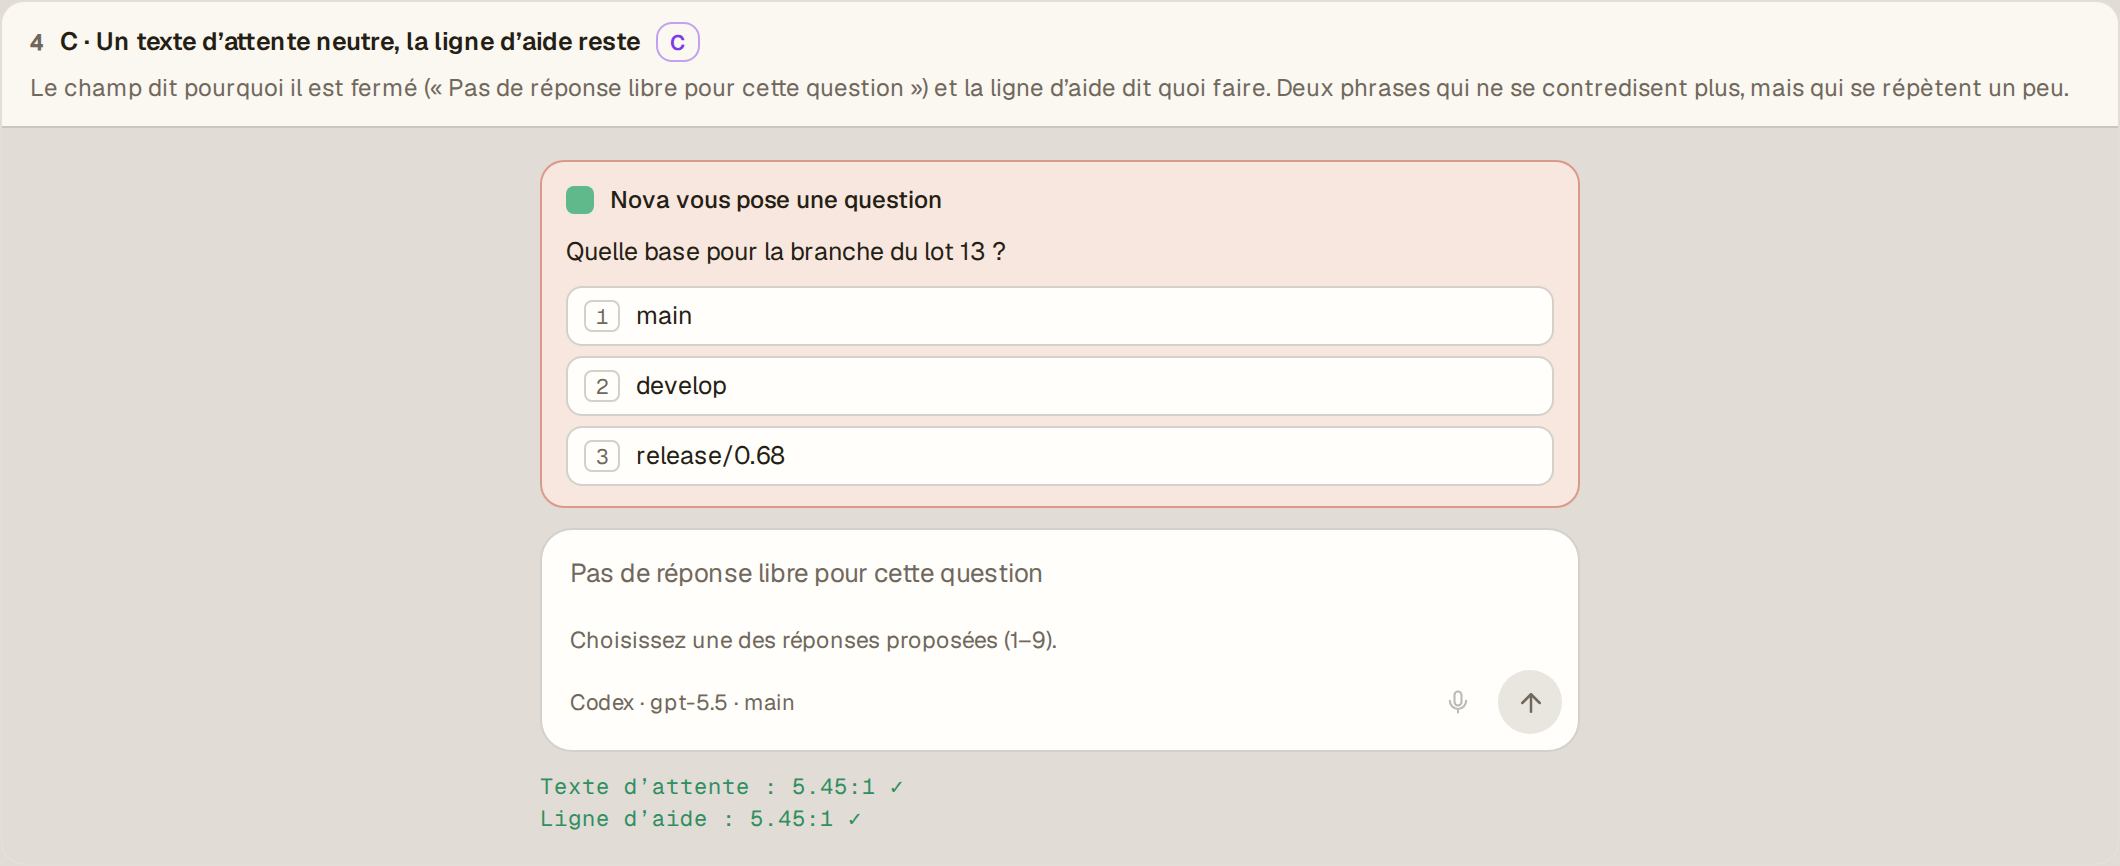 4 C · Un texte d’attente neutre, la ligne d’aide reste C
Le champ dit pourquoi il est fermé (« Pas de réponse libre pour cette question ») et la ligne d’aide dit quoi faire. Deux phrases qui ne se contredisent plus, mais qui se répètent un peu.
Nova vous pose une question
Quelle base pour la branche du lot 13 ?
1 main
2 develop
3 release/0.68
Pas de réponse libre pour cette question
Choisissez une des réponses proposées (1–9).
Codex · gpt-5.5 · main
Texte d’attente : 5.45:1 ✓
Ligne d’aide : 5.45:1 ✓